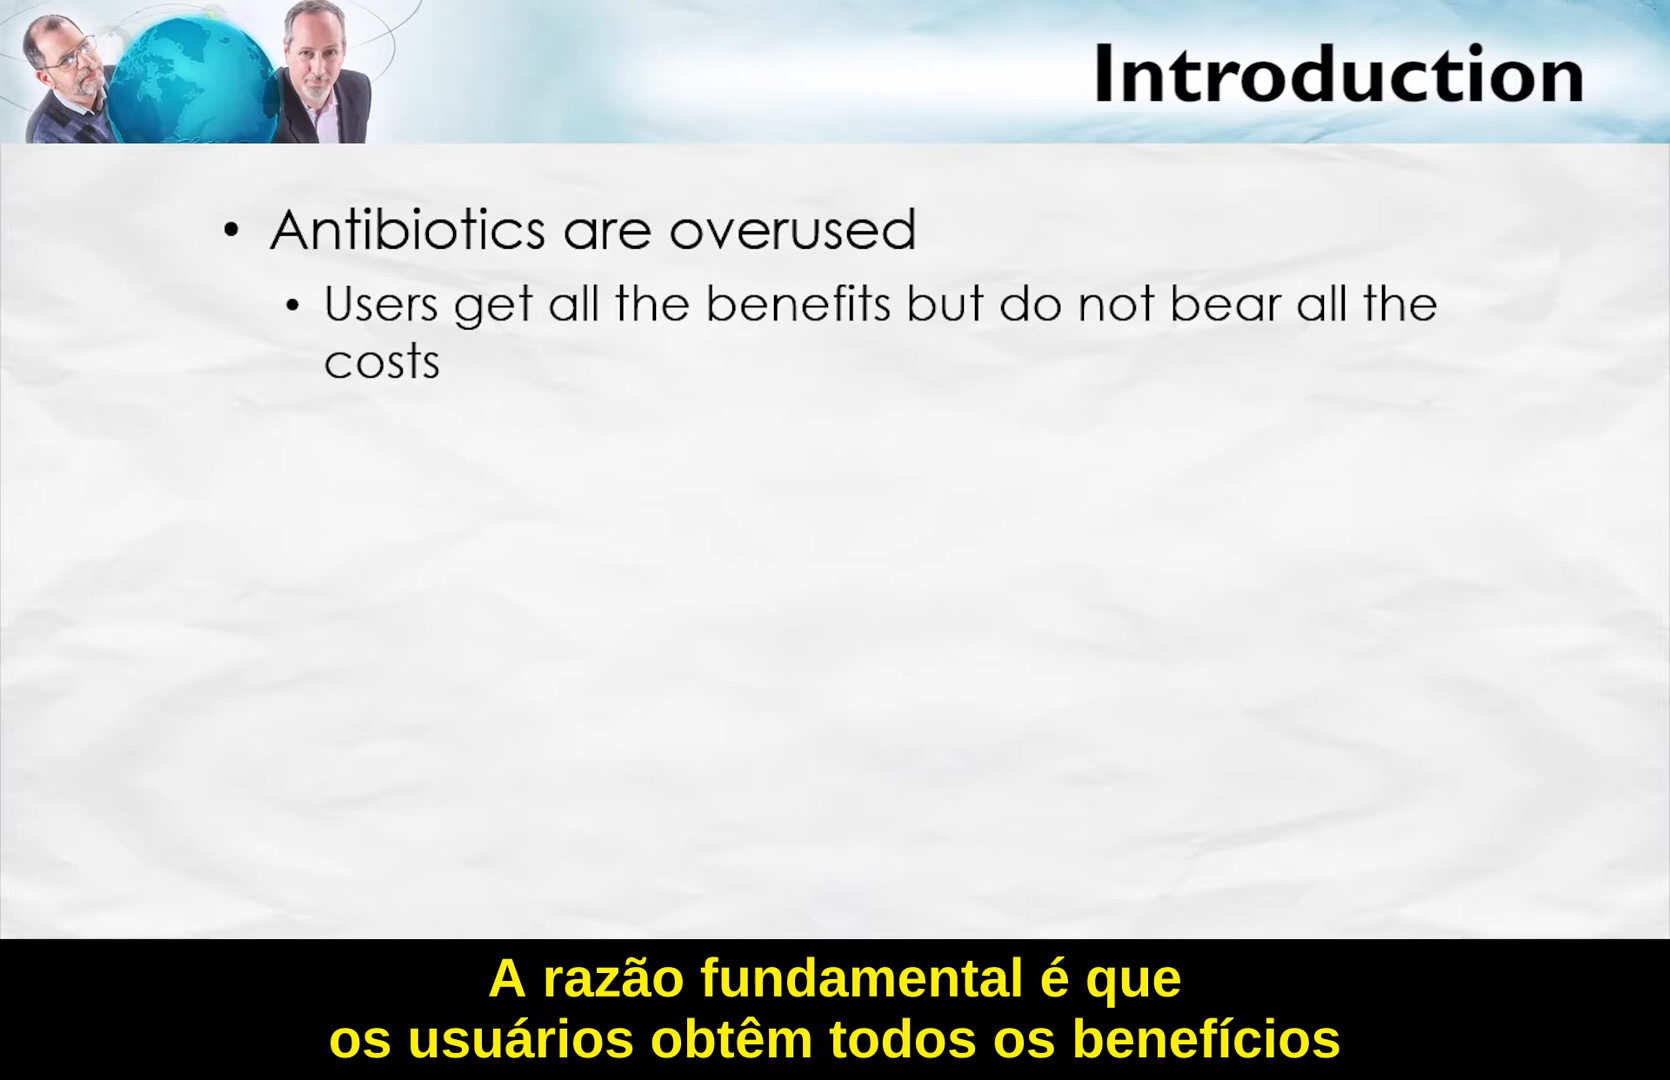 Introduction
• Antibiotics are overused
• Users get all the benefits but do not bear all the
costs
A razão fundamental é que
os usuários obtêm todos os benefícios